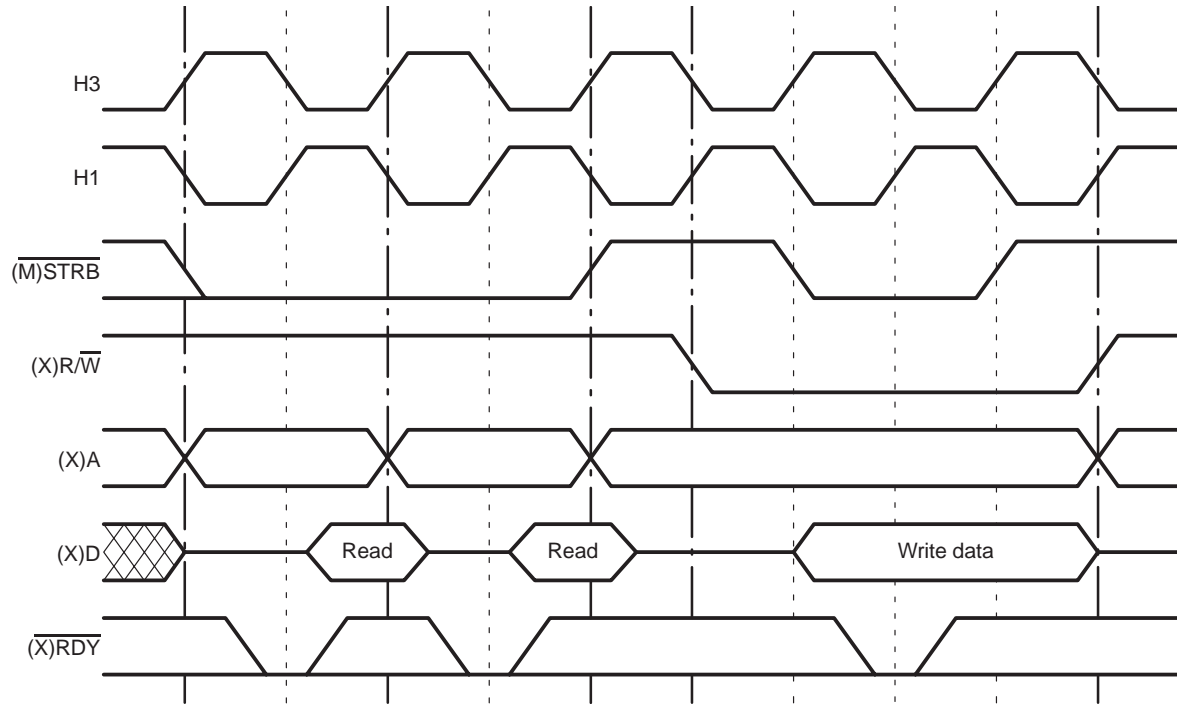 H3
H1
(M)STRB
(X)R/W
(X)A
(X)D
Read
Read
Write data
(X)RDY